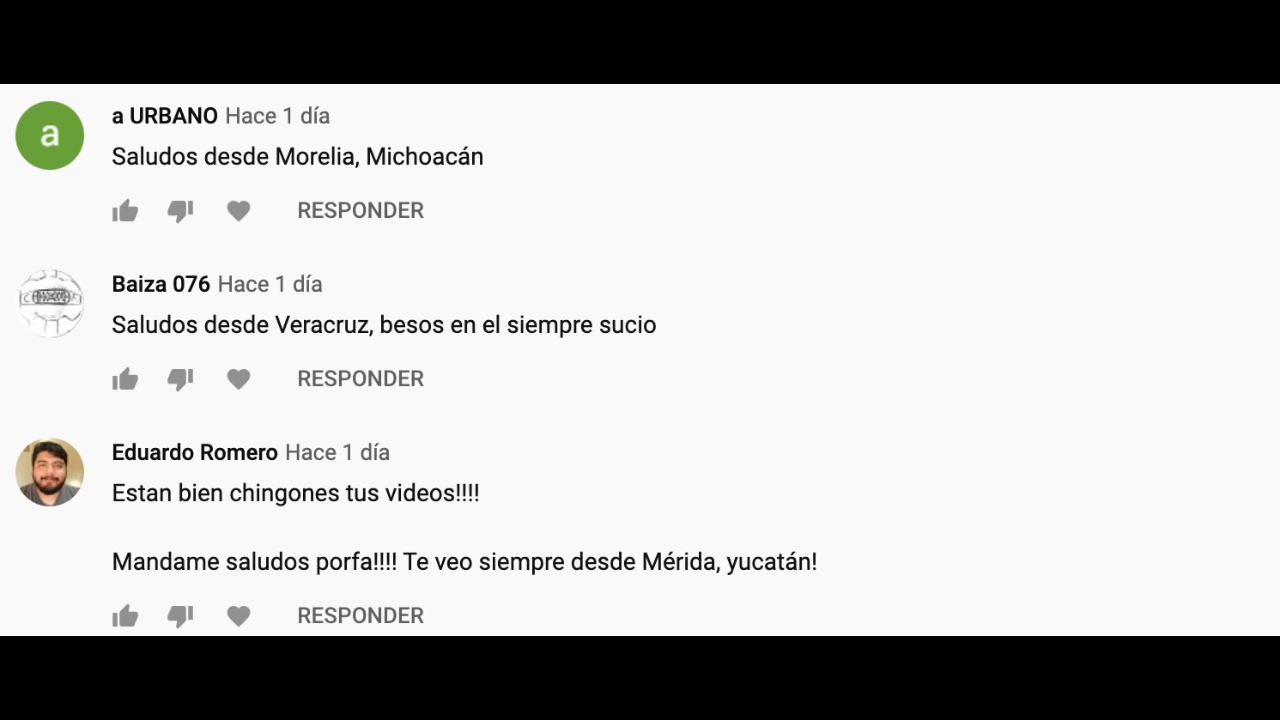 a
a URBANO Hace 1 día
Saludos desde Morelia, Michoacán
RESPONDER
Baiza 076 Hace 1 día
Saludos desde Veracruz, besos en el siempre sucio
RESPONDER
Eduardo Romero Hace 1 día
Estan bien chingones tus videos!!!!
Mandame saludos porfa!!!! Te veo siempre desde Mérida, yucatán!
RESPONDER